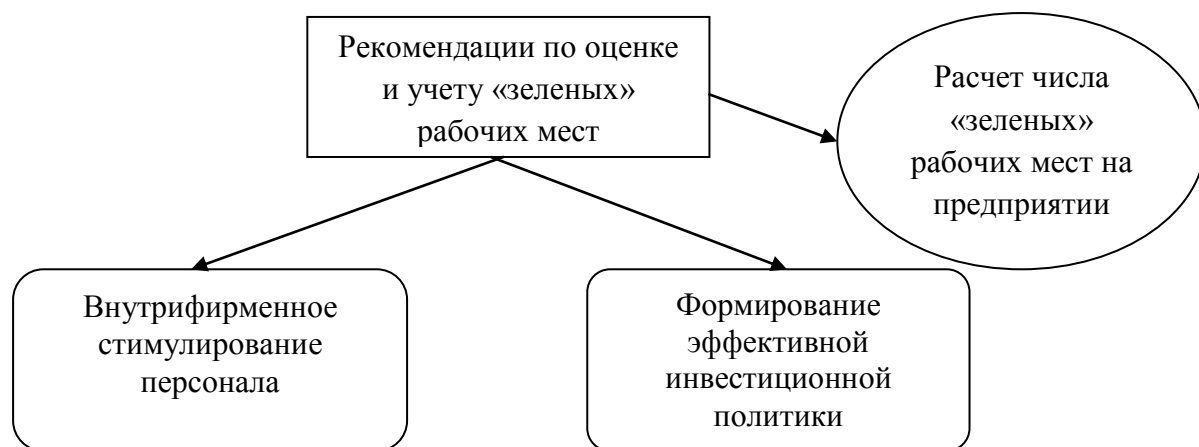 Рекомендации по оценке
и учету «зеленых»
рабочих мест
Расчет числа
«зеленых»
рабочих мест на
предприятии
Внутрифирменное
стимулирование
персонала
Формирование
эффективной
инвестиционной
политики